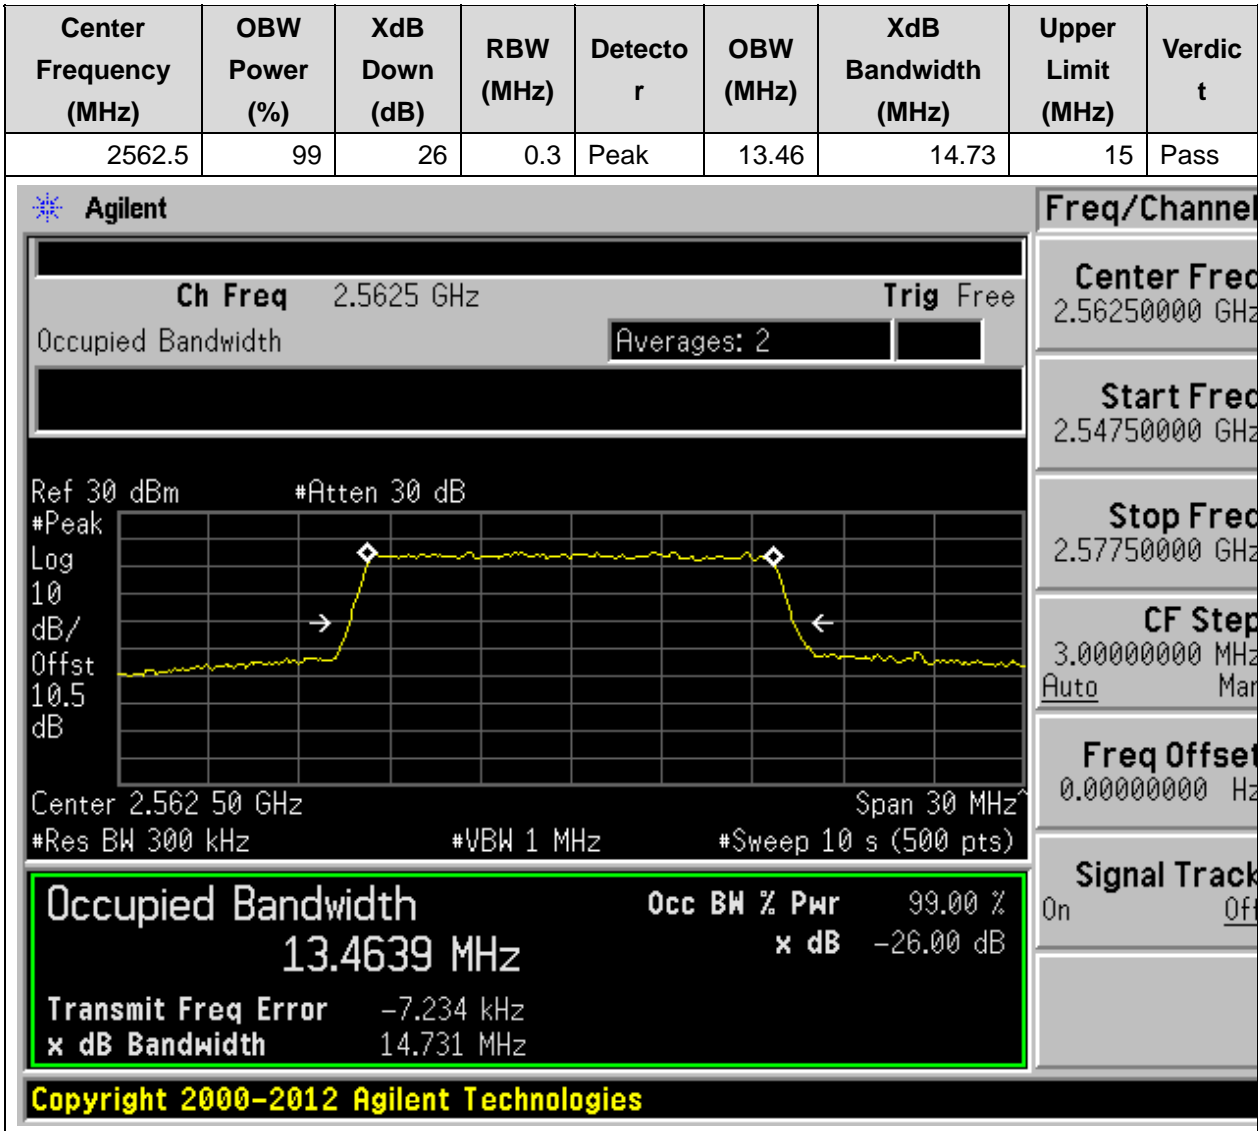 Center Frequency (MHz) OBW Power (%) XdB Down (dB) RBW (MHz) Detecto r OBW (MHz) XdB Bandwidth (MHz) Upper Limit (MHz) Verdic t
2562.5 99 26 0.3 Peak 13.46 14.73 15 Pass
Agilent
Freq/Channel
Ch Freq 2.5625 GHz Trig Free
Occupied Bandwidth Averages: 2
Center Freq
2.56250000 GHz
Start Freq
2.54750000 GHz
Stop Freq
2.57750000 GHz
CF Step
3.00000000 MHz
Auto Man
Freq Offset
0.00000000 Hz
Signal Track
On Off
Ref 30 dBm #Atten 30 dB
#Peak
Log
10
dB/
Offst
10.5
dB
Center 2.562 50 GHz Span 30 MHz^
#Res BW 300 kHz #VBW 1 MHz #Sweep 10 s (500 pts)
Occupied Bandwidth
13.4639 MHz
Occ BW % Pwr 99.00 %
x dB -26.00 dB
Transmit Freq Error -7.234 kHz
x dB Bandwidth 14.731 MHz
Copyright 2000-2012 Agilent Technologies